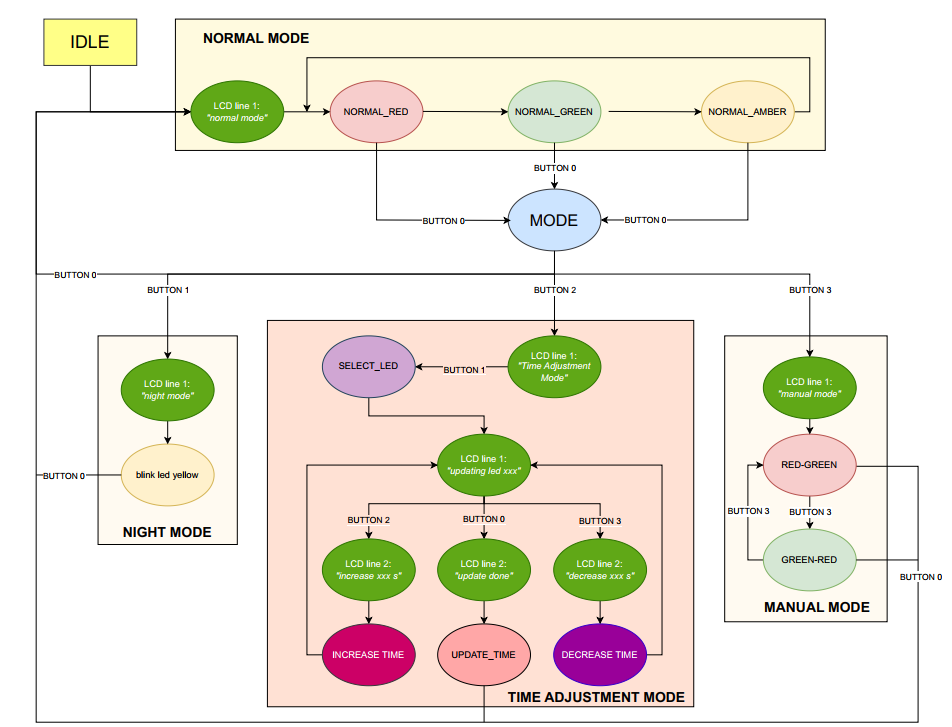 IDLE
NORMAL MODE
LCD line 1:
"normal mode"
NORMAL_RED
NORMAL_GREEN
NORMAL_AMBER
BUTTON 0
BUTTON 0
MODE
BUTTON 0
BUTTON 0
BUTTON 1
BUTTON 2
BUTTON 3
LCD line 1:
"night mode"
blink led yellow
BUTTON 0
NIGHT MODE
SELECT_LED
BUTTON 1
LCD line 1:
"Time Adjustment
Mode"
LCD line 1:
"updating led xxx"
BUTTON 2
BUTTON 0
BUTTON 3
LCD line 2:
"increase xxx s"
LCD line 2:
"update done"
LCD line 2:
"decrease xxx s"
INCREASE TIME
UPDATE_TIME
DECREASE TIME
TIME ADJUSTMENT MODE
LCD line 1:
"manual mode"
RED-GREEN
BUTTON 3
BUTTON 3
GREEN-RED
BUTTON 0
MANUAL MODE